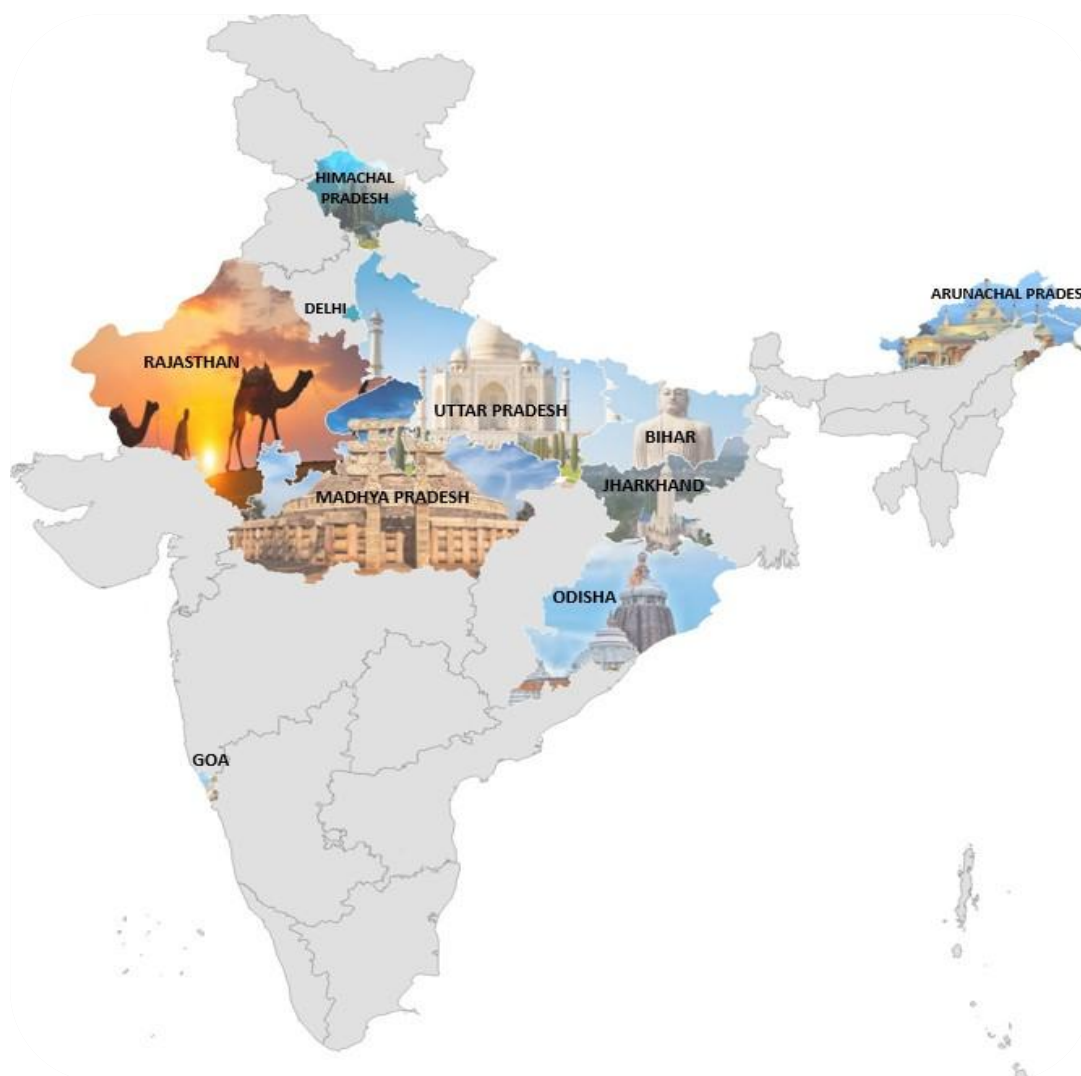 HIMACHAL
PRADESH
ARUNACHAL PRADES
DELHI
RAJASTHAN
UTTAR PRADESH
BIHAR
JHARKHAND
MADHYA PRADESH
ODISHA
GOA